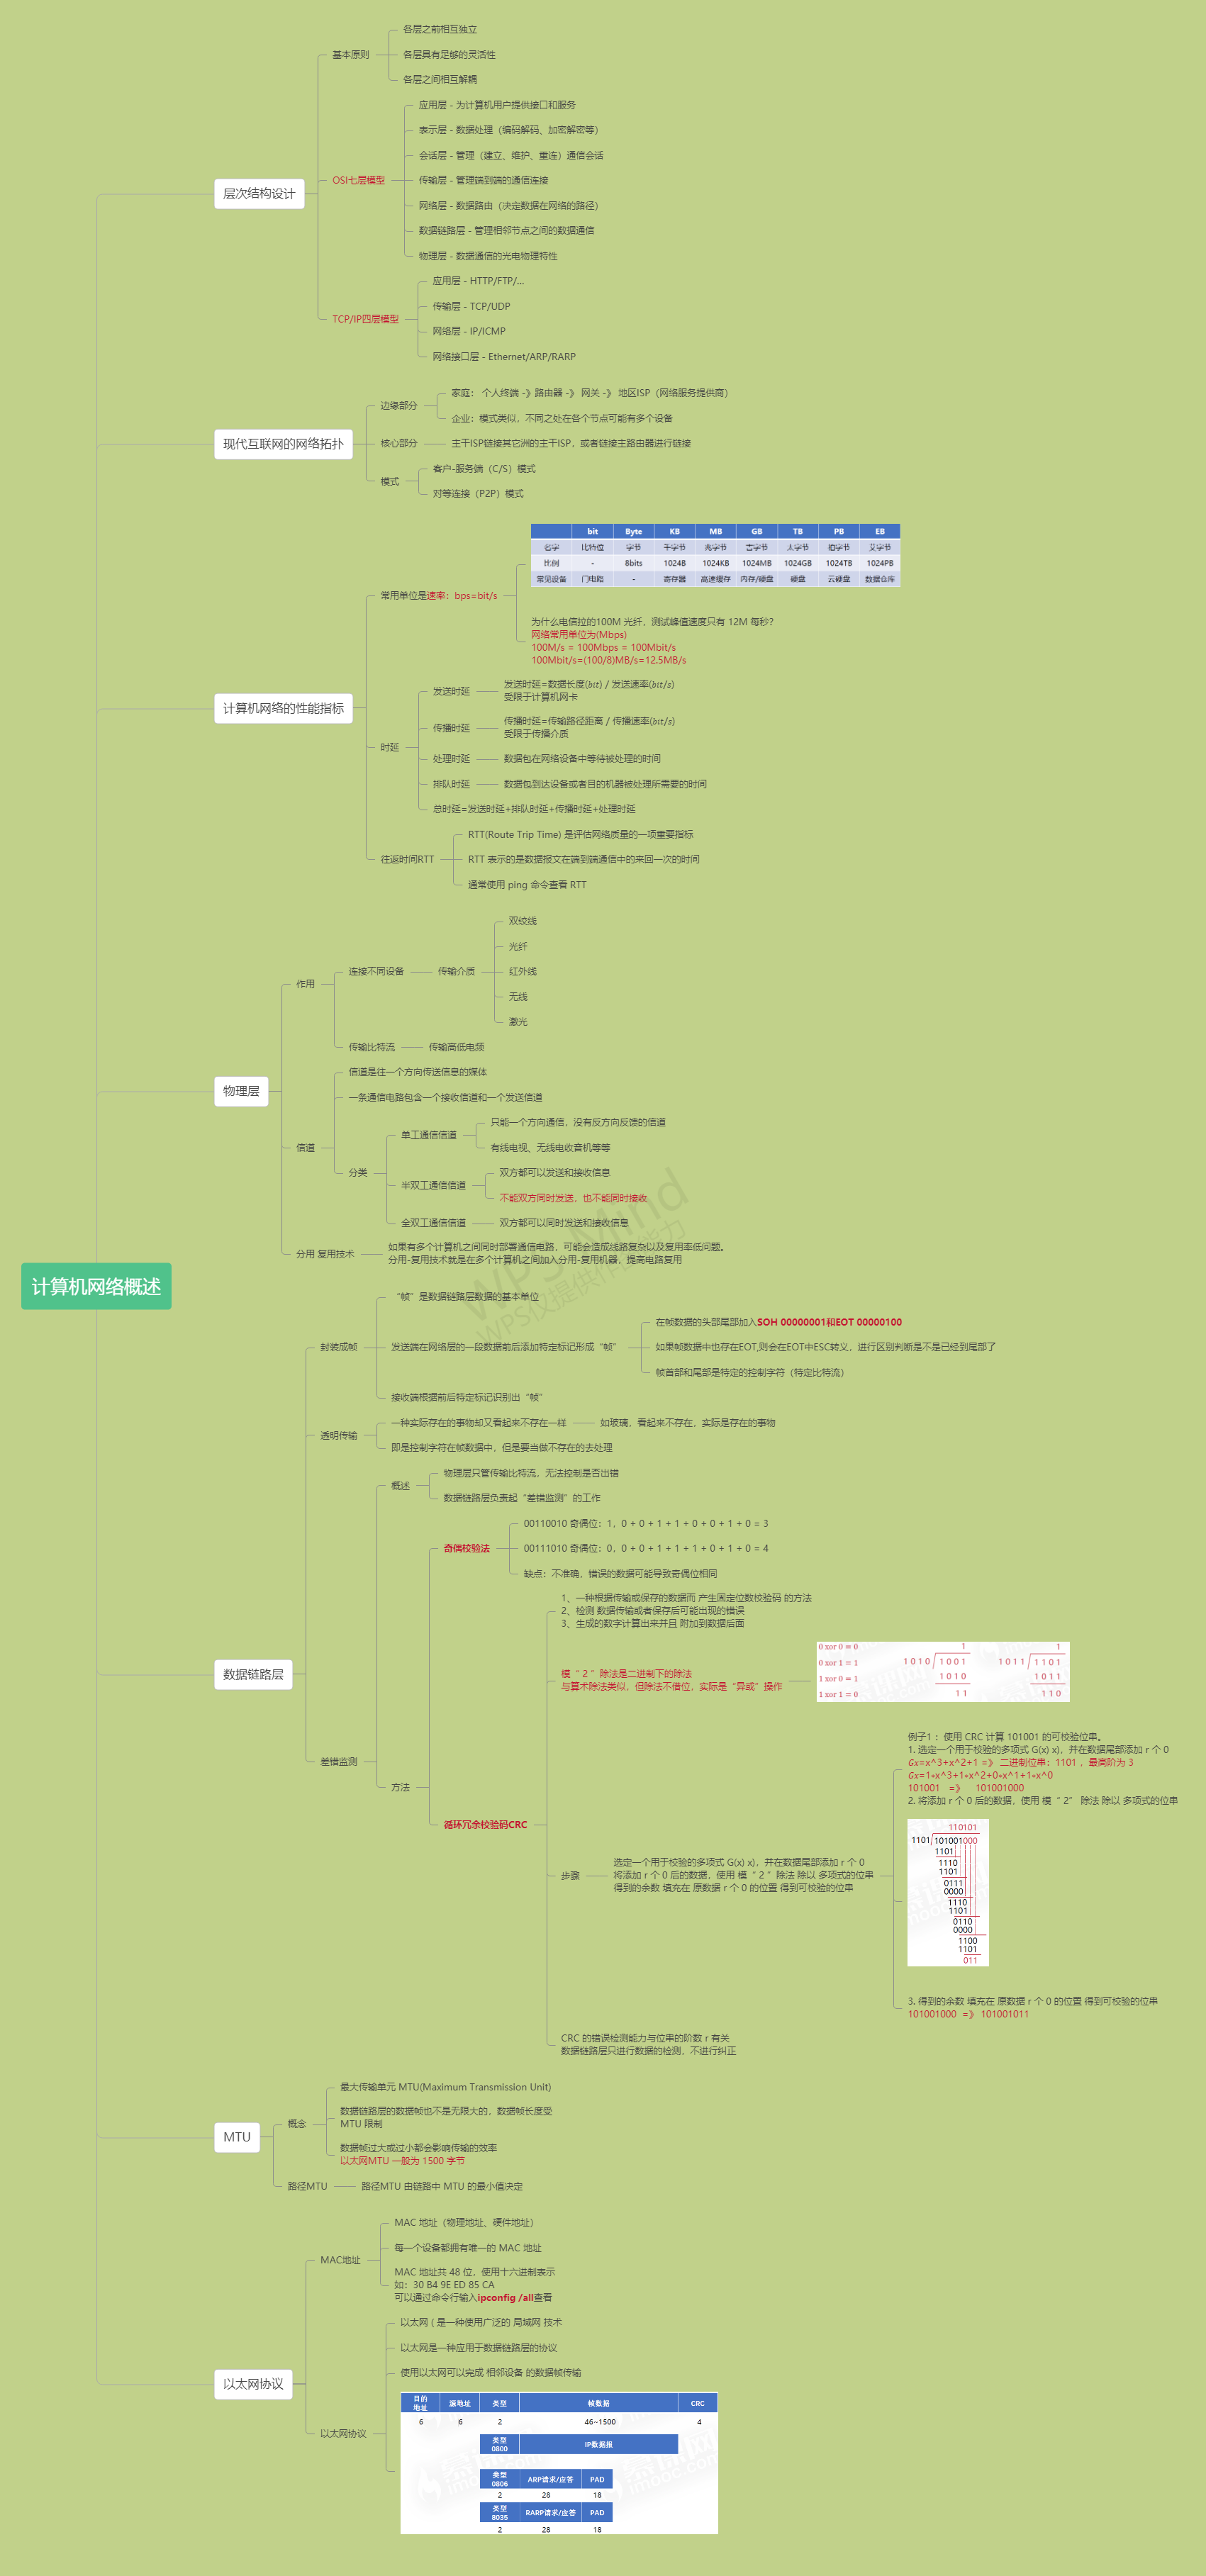 计算机网络概述
层次结构设计
基本原则
各层之前相互独立
各层具有足够的灵活性
各层之间相互解耦
OSI七层模型
应用层 - 为计算机用户提供接口和服务
表示层 - 数据处理（编码解码、加密解密等）
会话层 - 管理（建立、维护、重连）通信会话
传输层 - 管理端到端的通信连接
网络层 - 数据路由（决定数据在网络的路径）
数据链路层 - 管理相邻节点之间的数据通信
物理层 - 数据通信的光电物理特性
TCP/IP四层模型
应用层 - HTTP/FTP/...
传输层 - TCP/UDP
网络层 - IP/ICMP
网络接口层 - Ethernet/ARP/RARP
现代互联网的网络拓扑
边缘部分
家庭： 个人终端 -》路由器 -》 网关 -》 地区ISP（网络服务提供商）
企业：模式类似，不同之处在各个节点可能有多个设备
核心部分
主干ISP链接其它洲的主干ISP，或者链接主路由器进行链接
模式
客户-服务端（C/S）模式
对等连接（P2P）模式
计算机网络的性能指标
常用单位是速率：bps=bit/s
bit Byte KB MB GB TB PB EB
名字 比特位 字节 千字节 兆字节 吉字节 太字节 拍字节 艾字节
比例 - 8bits 1024B 1024KB 1024MB 1024GB 1024TB 1024PB
常见设备 门电路 - 寄存器 高速缓存 内存/硬盘 硬盘 云硬盘 数据仓库
为什么电信拉的100M 光纤，测试峰值速度只有 12M 每秒？
网络常用单位为(Mbps)
100M/s = 100Mbps = 100Mbit/s
100Mbit/s=(100/8)MB/s=12.5MB/s
时延
发送时延
发送时延=数据长度(bit) / 发送速率(bit/s)
受限于计算机网卡
传播时延
传播时延=传输路径距离 / 传播速率(bit/s)
受限于传播介质
处理时延
数据包在网络设备中等待被处理的时间
排队时延
数据包到达设备或者目的机器被处理所需要的时间
总时延=发送时延+排队时延+传播时延+处理时延
往返时间RTT
RTT(Route Trip Time) 是评估网络质量的一项重要指标
RTT 表示的是数据报文在端到端通信中的来回一次的时间
通常使用 ping 命令查看 RTT
物理层
作用
连接不同设备
传输介质
双绞线
光纤
红外线
无线
激光
传输比特流
传输高低电频
信道
信道是往一个方向传送信息的媒体
一条通信电路包含一个接收信道和一个发送信道
分类
单工通信信道
只能一个方向通信，没有反方向反馈的信道
有线电视、无线电收音机等等
半双工通信信道
双方都可以发送和接收信息
不能双方同时发送，也不能同时接收
全双工通信信道
双方都可以同时发送和接收信息
分用 复用技术
如果有多个计算机之间同时部署通信电路，可能会造成线路复杂以及复用率低问题。
分用-复用技术就是在多个计算机之间加入分用-复用机器，提高电路复用
数据链路层
封装成帧
“帧”是数据链路层数据的基本单位
发送端在网络层的一段数据前后添加特定标记形成“帧”
在帧数据的头部尾部加入SOH 00000001和EOT 00000100
如果帧数据中也存在EOT,则会在EOT中ESC转义，进行区别判断是不是已经到尾部了
帧首部和尾部是特定的控制字符（特定比特流）
接收端根据前后特定标记识别出“帧”
透明传输
一种实际存在的事物却又看起来不存在一样
如玻璃，看起来不存在，实际是存在的事物
即是控制字符在帧数据中，但是要当做不存在的去处理
差错监测
概述
物理层只管传输比特流，无法控制是否出错
数据链路层负责起“差错监测”的工作
方法
奇偶校验法
00110010 奇偶位：1，0 + 0 + 1 + 1 + 0 + 0 + 1 + 0 = 3
00111010 奇偶位：0，0 + 0 + 1 + 1 + 1 + 0 + 1 + 0 = 4
缺点：不准确，错误的数据可能导致奇偶位相同
循环冗余校验码CRC
1、一种根据传输或保存的数据而 产生固定位数校验码 的方法
2、检测 数据传输或者保存后可能出现的错误
3、生成的数字计算出来并且 附加到数据后面
模“ 2 ”除法是二进制下的除法
与算术除法类似，但除法不借位，实际是“异或”操作
0 xor 0 = 0
0 xor 1 = 1
1 xor 0 = 1
1 xor 1 = 0
1
1010 1001
1010
11
1
1011 1101
1011
110
步骤
选定一个用于校验的多项式 G(x) x)，并在数据尾部添加 r 个 0
将添加 r 个 0 后的数据，使用 模“ 2 ”除法 除以 多项式的位串
得到的余数 填充在 原数据 r 个 0 的位置 得到可校验的位串
例子1： 使用 CRC 计算 101001 的可校验位串。
1. 选定一个用于校验的多项式 G(x) x)，并在数据尾部添加 r 个 0
Gx=x^3+x^2+1 =》 二进制位串：1101 ，最高阶为 3
Gx=1*x^3+1*x^2+0*x^1+1*x^0
101001 =》 101001000
2. 将添加 r 个 0 后的数据，使用 模“ 2” 除法 除以 多项式的位串
110101
1101 101001000
1101
1110
1101
0111
0000
1110
1101
0110
0000
1100
1101
011
3. 得到的余数 填充在 原数据 r 个 0 的位置 得到可校验的位串
101001000 =》 101001011
CRC 的错误检测能力与位串的阶数 r 有关
数据链路层只进行数据的检测，不进行纠正
MTU
概念
最大传输单元 MTU(Maximum Transmission Unit)
数据链路层的数据帧也不是无限大的，数据帧长度受
MTU 限制
数据帧过大或过小都会影响传输的效率
以太网MTU 一般为 1500 字节
路径MTU
路径MTU 由链路中 MTU 的最小值决定
以太网协议
MAC地址
MAC 地址（物理地址、硬件地址）
每一个设备都拥有唯一的 MAC 地址
MAC 地址共 48 位，使用十六进制表示
如：30 B4 9E ED 85 CA
可以通过命令行输入ipconfig /all查看
以太网协议
以太网 ( 是一种使用广泛的 局域网 技术
以太网是一种应用于数据链路层的协议
使用以太网可以完成 相邻设备 的数据帧传输
目的地址 源地址 类型 帧数据 CRC
6 6 2 46~1500 4
类型 0800 IP数据报
类型 0806 ARP请求/应答 PAD
2 28 18
类型 8035 RARP请求/应答 PAD
2 28 18